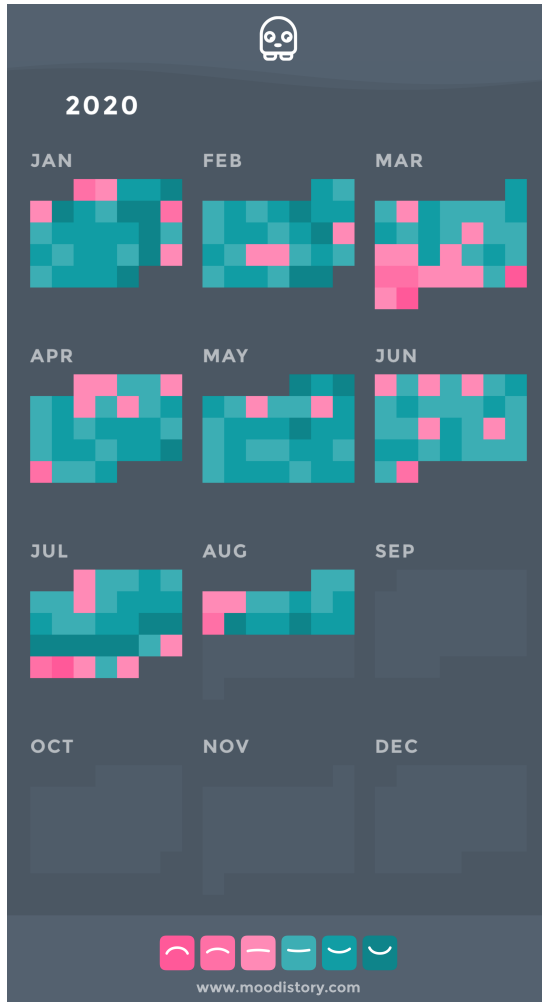 2020
JAN FEB MAR
APR MAY JUN
JUL AUG SEP
OCT NOV DEC
www.moodistory.com